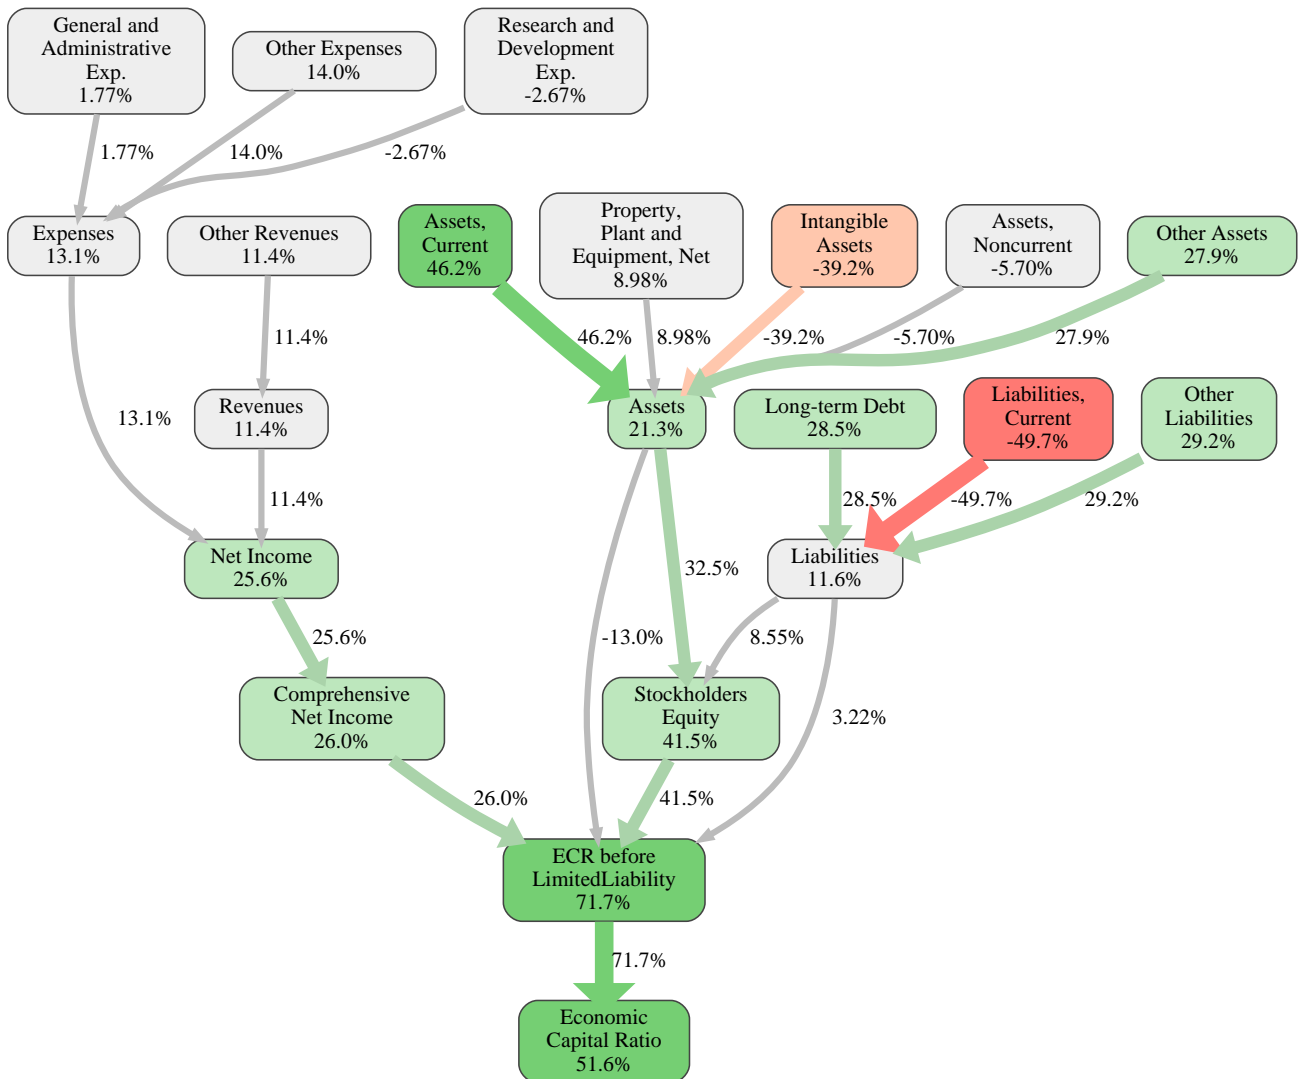 General and
Administrative
Exp.
1.77%
Other Expenses
14.0%
Research and
Development
Exp.
-2.67%
1.77%
14.0%
-2.67%
Expenses
13.1%
Other Revenues
11.4%
Assets,
Current
46.2%
Property,
Plant and
Equipment, Net
8.98%
Intangible
Assets
-39.2%
Assets,
Noncurrent
-5.70%
Other Assets
27.9%
11.4%
46.2%
8.98%
-39.2%
-5.70%
27.9%
13.1%
Revenues
11.4%
Assets
21.3%
Long-term Debt
28.5%
Liabilities,
Current
-49.7%
Other
Liabilities
29.2%
11.4%
28.5%
-49.7%
29.2%
Net Income
25.6%
32.5%
Liabilities
11.6%
25.6%
-13.0%
8.55%
Comprehensive
Net Income
26.0%
Stockholders
Equity
41.5%
3.22%
26.0%
41.5%
ECR before
LimitedLiability
71.7%
71.7%
Economic
Capital Ratio
51.6%